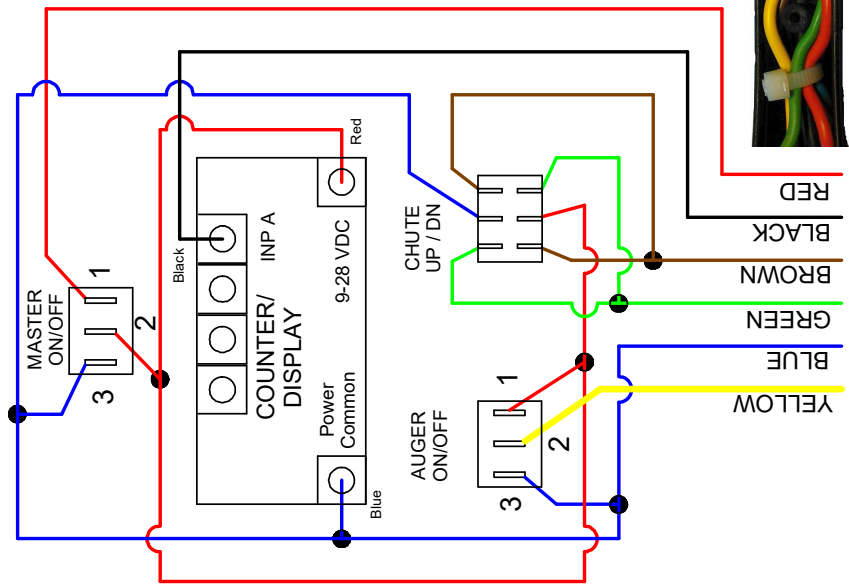 MASTER
ON/OFF
1
2
3
Black
INP A
COUNTER/
DISPLAY
Red
9-28 VDC
Power
Common
Blue
CHUTE
UP / DN
AUGER
ON/OFF
1
2
3
RED
BLACK
BROWN
GREEN
BLUE
YELLOW